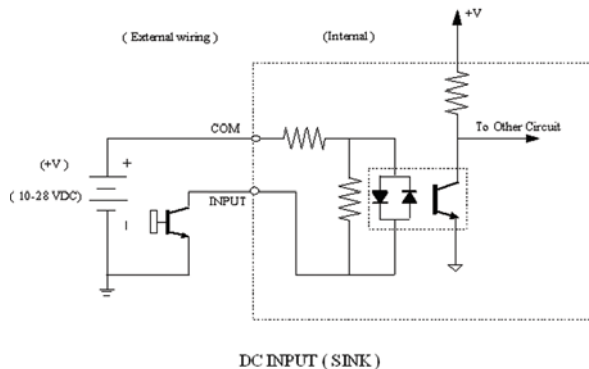 +V
( External wiring)
(Internal )
COM
To Other Circuit
(+V)
+
( 10-28 VDC)
INPUT
DC INPUT ( SINK )